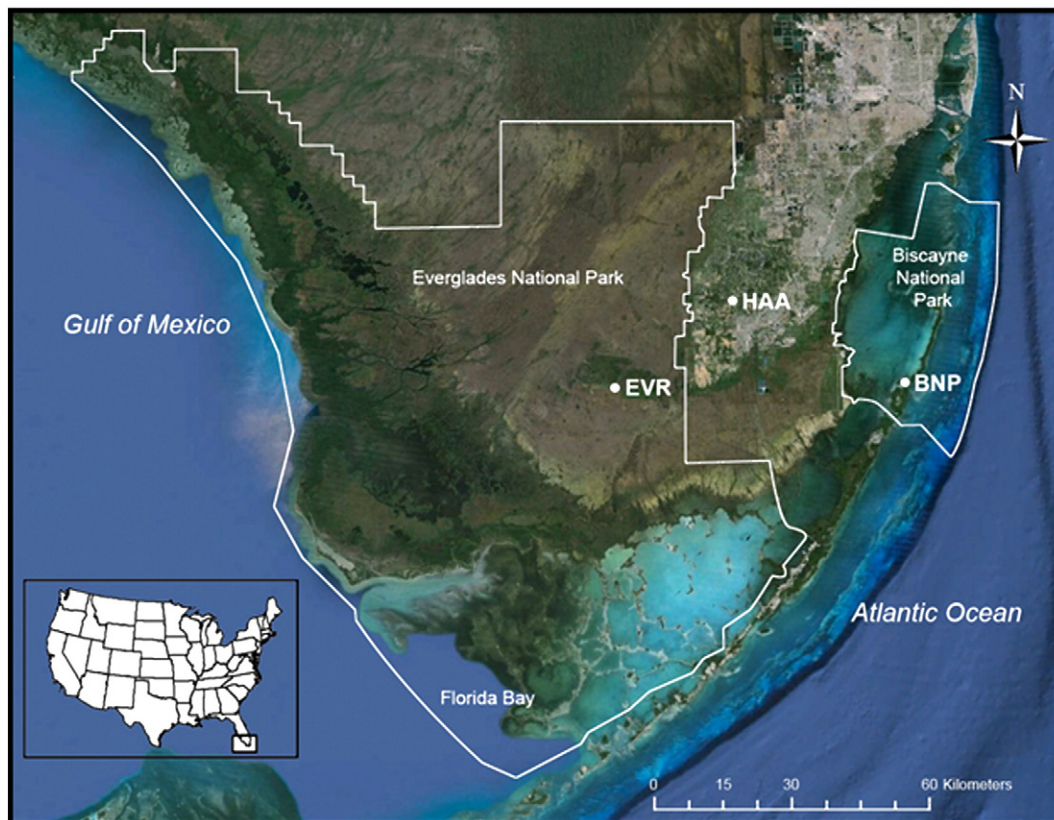 N
Biscayne
National
Park
Everglades National Park
HAA
Gulf of Mexico
EVR
BNP
Atlantic Ocean
Florida Bay
0 15 30 60 Kilometers